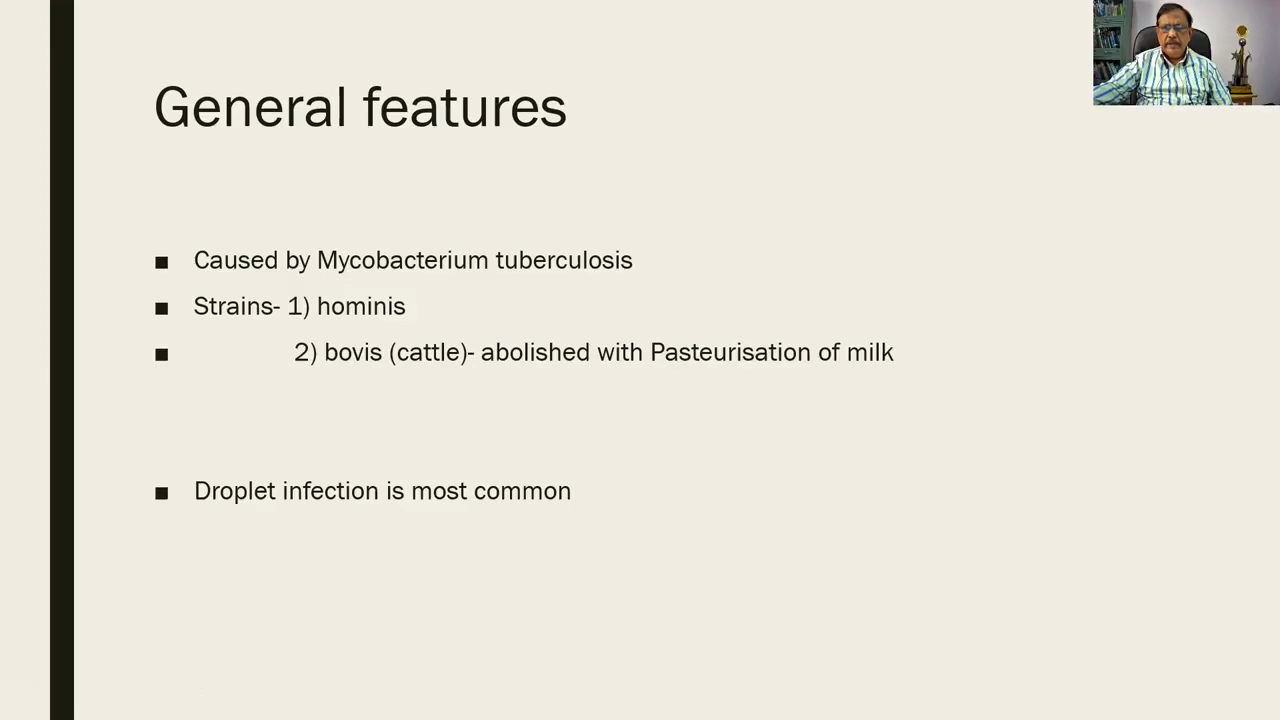 General features
■ Caused by Mycobacterium tuberculosis
■ Strains- 1) hominis
■ 2) bovis (cattle)- abolished with Pasteurisation of milk
■ Droplet infection is most common